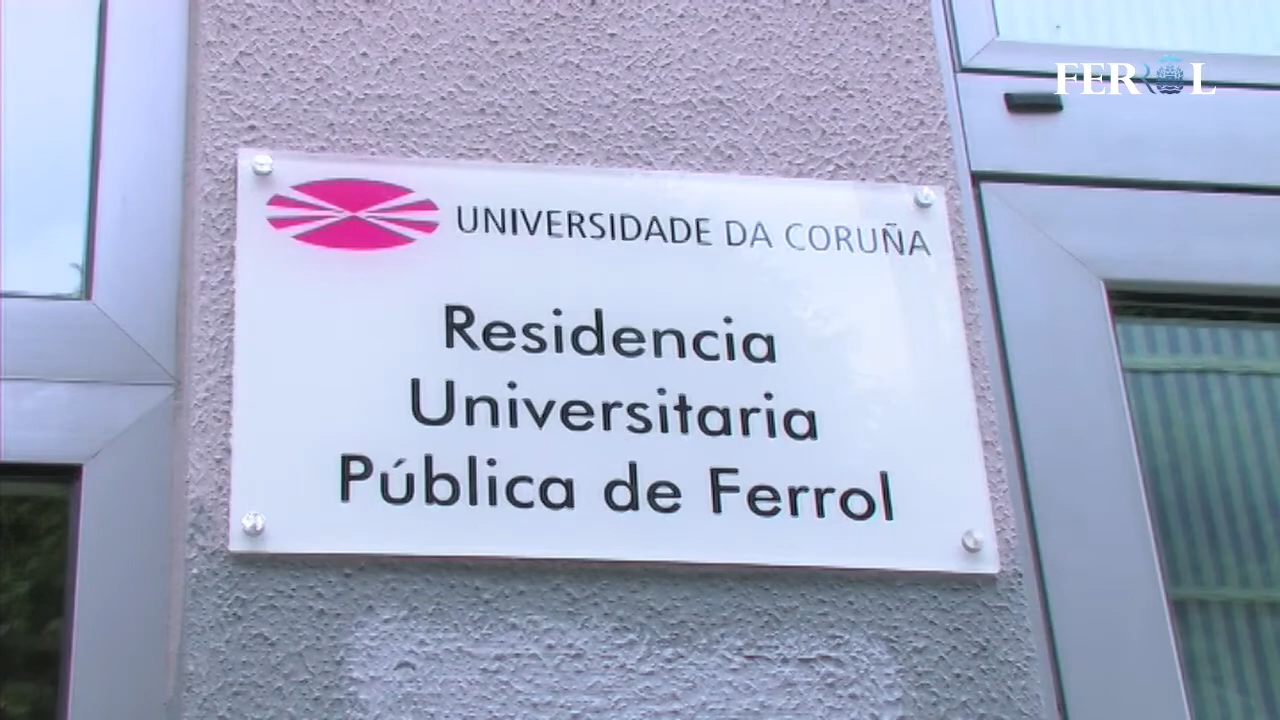 FERROL
UNIVERSIDADE DA CORUÑA
Residencia
Universitaria
Pública de Ferrol